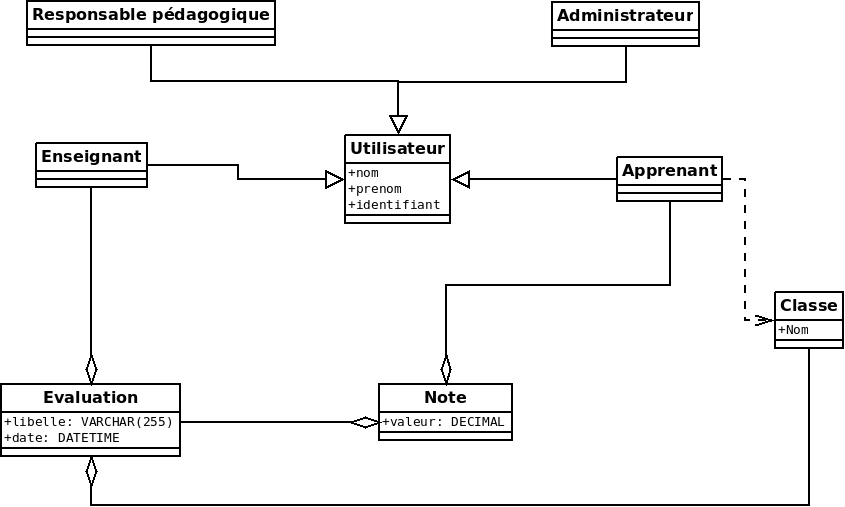 Responsable pédagogique
Administrateur
Enseignant
Utilisateur
+nom
+prenom
+identifiant
Apprenant
Classe
+Nom
Evaluation
+libelle: VARCHAR(255)
+date: DATETIME
Note
+valeur: DECIMAL